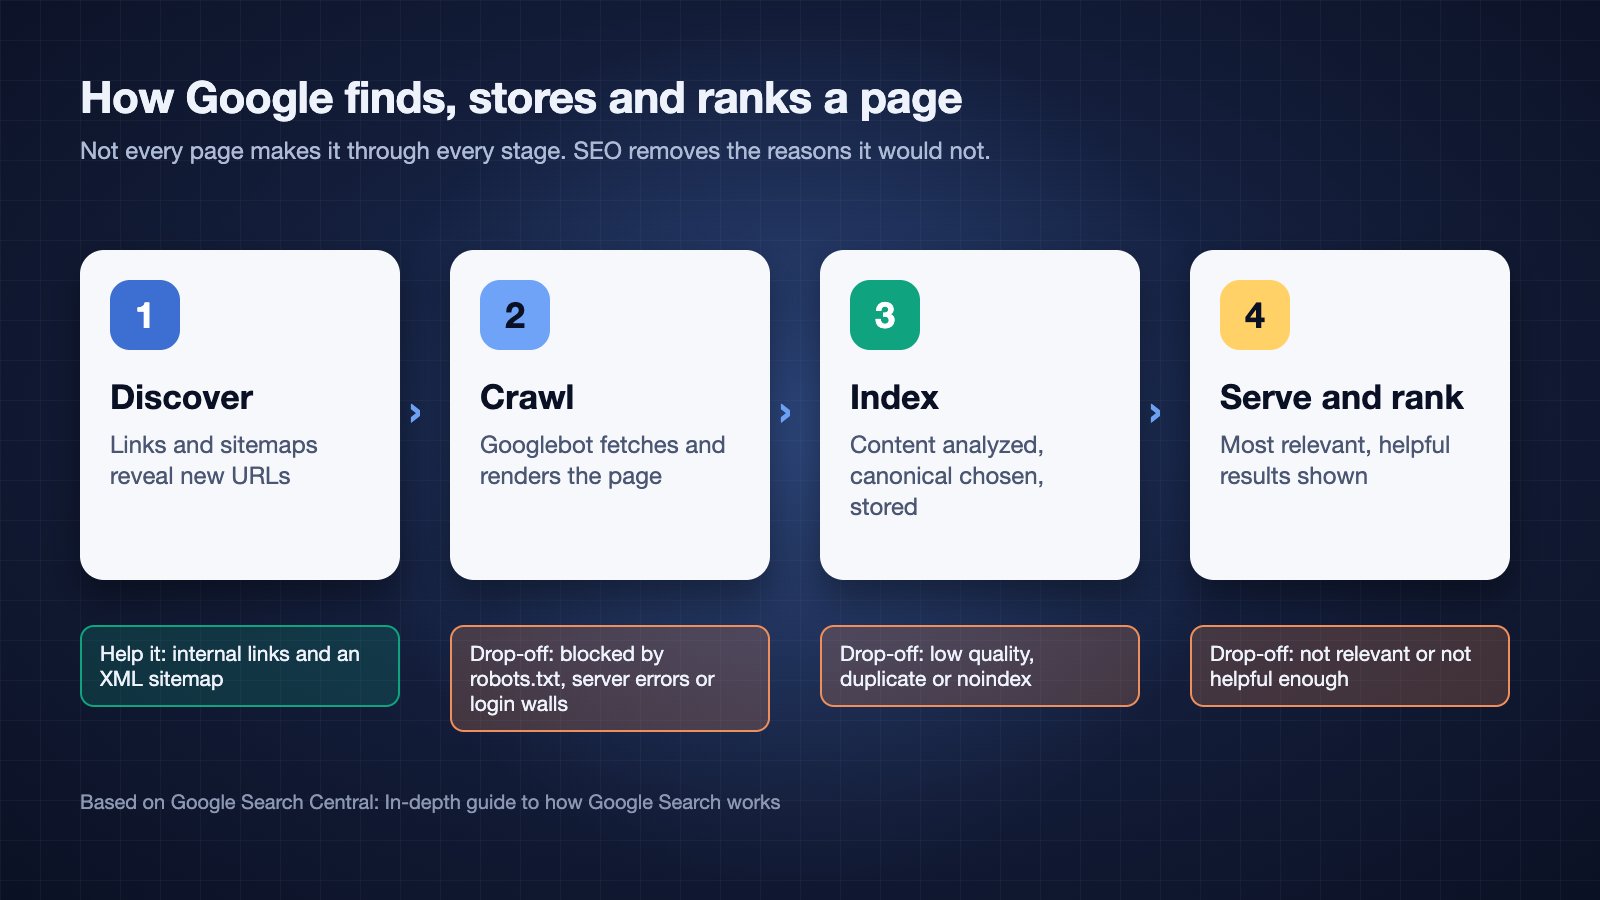 How Google finds, stores and ranks a page
Not every page makes it through every stage. SEO removes the reasons it would not.
1
Discover
Links and sitemaps
reveal new URLs
›
2
Crawl
Googlebot fetches and
renders the page
›
3
Index
Content analyzed,
canonical chosen,
stored
›
4
Serve and rank
Most relevant, helpful
results shown
Help it: internal links and an
XML sitemap
Drop-off: blocked by
robots.txt, server errors or
login walls
Drop-off: low quality,
duplicate or noindex
Drop-off: not relevant or not
helpful enough
Based on Google Search Central: In-depth guide to how Google Search works